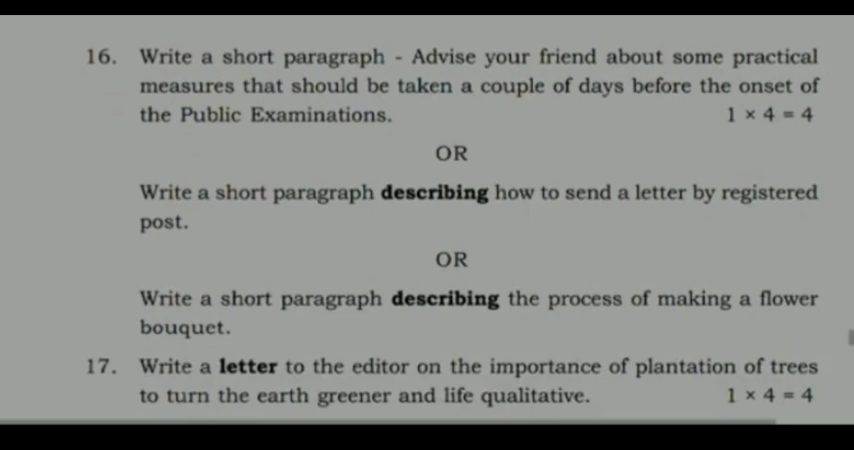 16. Write a short paragraph - Advise your friend about some practical
measures that should be taken a couple of days before the onset of
the Public Examinations. 1 × 4 = 4
OR
Write a short paragraph describing how to send a letter by registered
post.
OR
Write a short paragraph describing the process of making a flower
bouquet.
17. Write a letter to the editor on the importance of plantation of trees
to turn the earth greener and life qualitative. 1 × 4 = 4